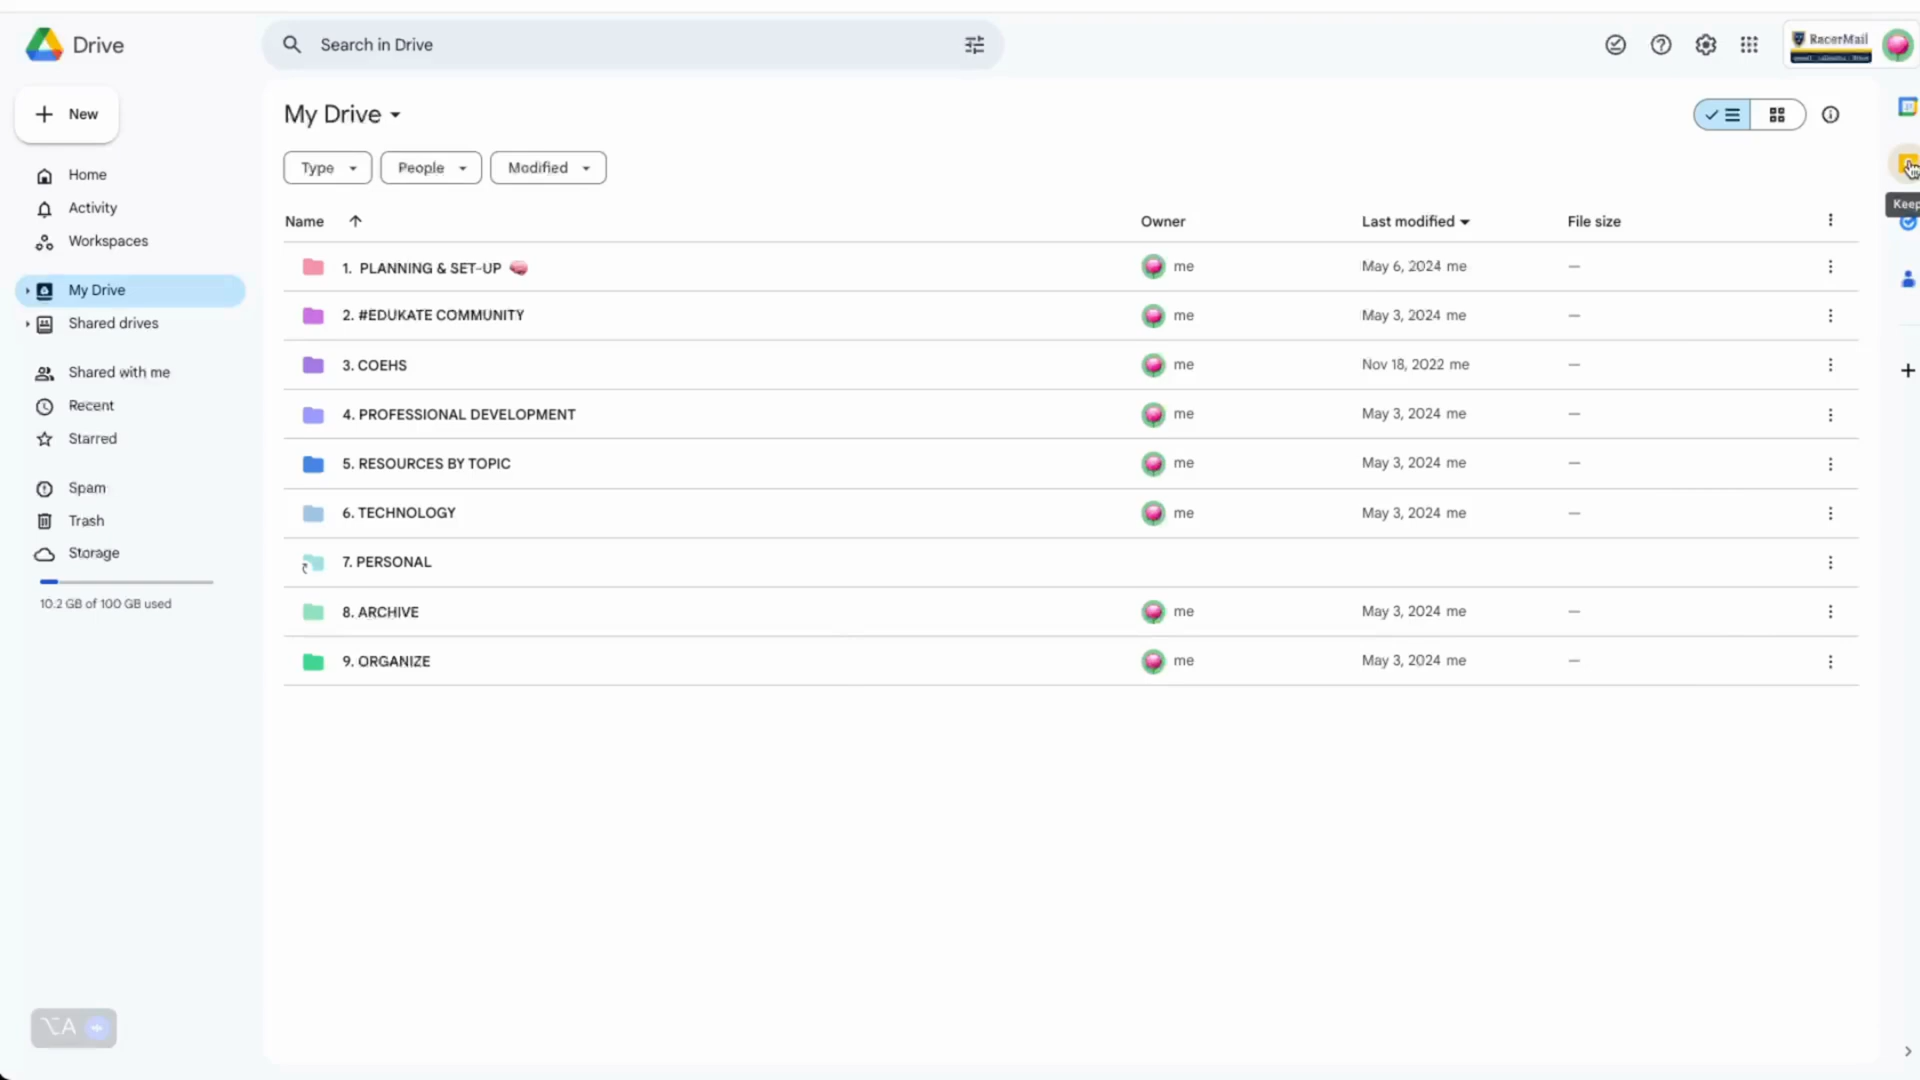 Drive
Search in Drive
RacerMail
New
My Drive
Type
People
Modified
Keep
Home
Activity
Workspaces
My Drive
Shared drives
Shared with me
Recent
Starred
Spam
Trash
Storage
10.2 GB of 100 GB used
Name Owner Last modified File size
1. PLANNING & SET-UP me May 6, 2024 me —
2. #EDUKATE COMMUNITY me May 3, 2024 me —
3. COEHS me Nov 18, 2022 me —
4. PROFESSIONAL DEVELOPMENT me May 3, 2024 me —
5. RESOURCES BY TOPIC me May 3, 2024 me —
6. TECHNOLOGY me May 3, 2024 me —
7. PERSONAL
8. ARCHIVE me May 3, 2024 me —
9. ORGANIZE me May 3, 2024 me —
⌥A